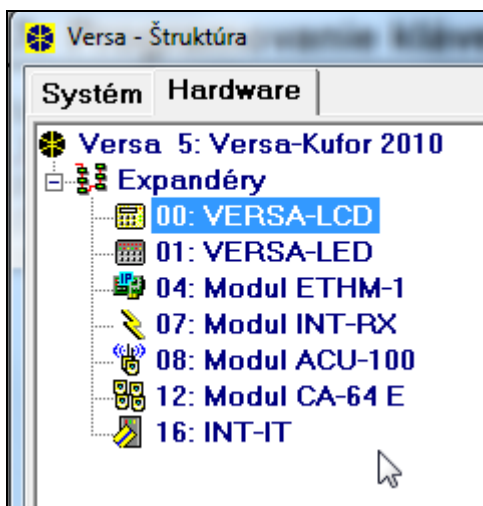 Versa - Štruktúra
Systém Hardware
Versa 5: Versa-Kufor 2010
Expandéry
00: VERSA-LCD
01: VERSA-LED
04: Modul ETHM-1
07: Modul INT-RX
08: Modul ACU-100
12: Modul CA-64 E
16: INT-IT